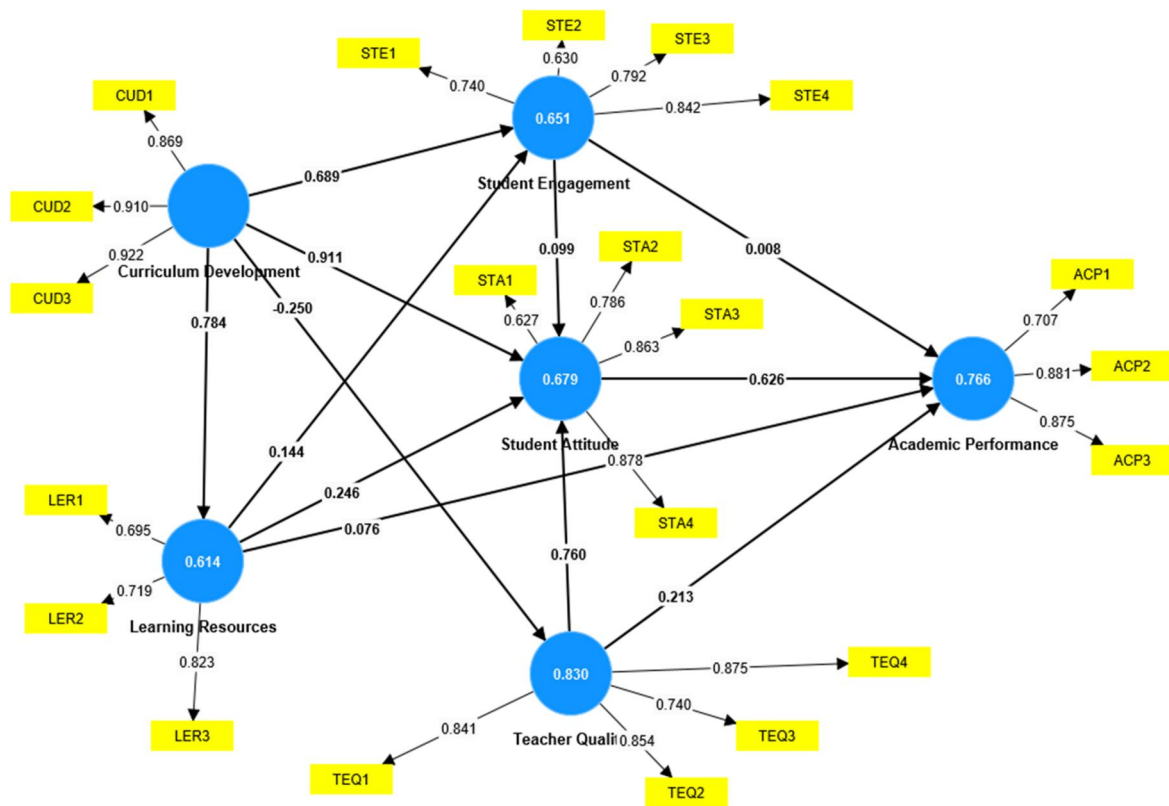 STE2
STE1
STE3
0.630
0.740
0.792
STE4
0.842
CUD1
0.651
0.869
0.689
Student Engagement
CUD2
0.910
0.922
0.911
0.099
STA2
0.008
Curriculum Development
CUD3
STA1
0.786
ACP1
-0.250
0.784
0.627
STA3
0.707
0.863
ACP2
0.679
0.626
0.766
0.881
0.875
Student Attitude
Academic Performance
0.144
0.878
ACP3
0.246
LER1
STA4
0.695
0.076
0.760
0.614
0.719
0.213
LER2
Learning Resources
0.823
TEQ4
0.875
0.830
0.740
LER3
0.841
Teacher Quali
0.854
TEQ3
TEQ1
TEQ2